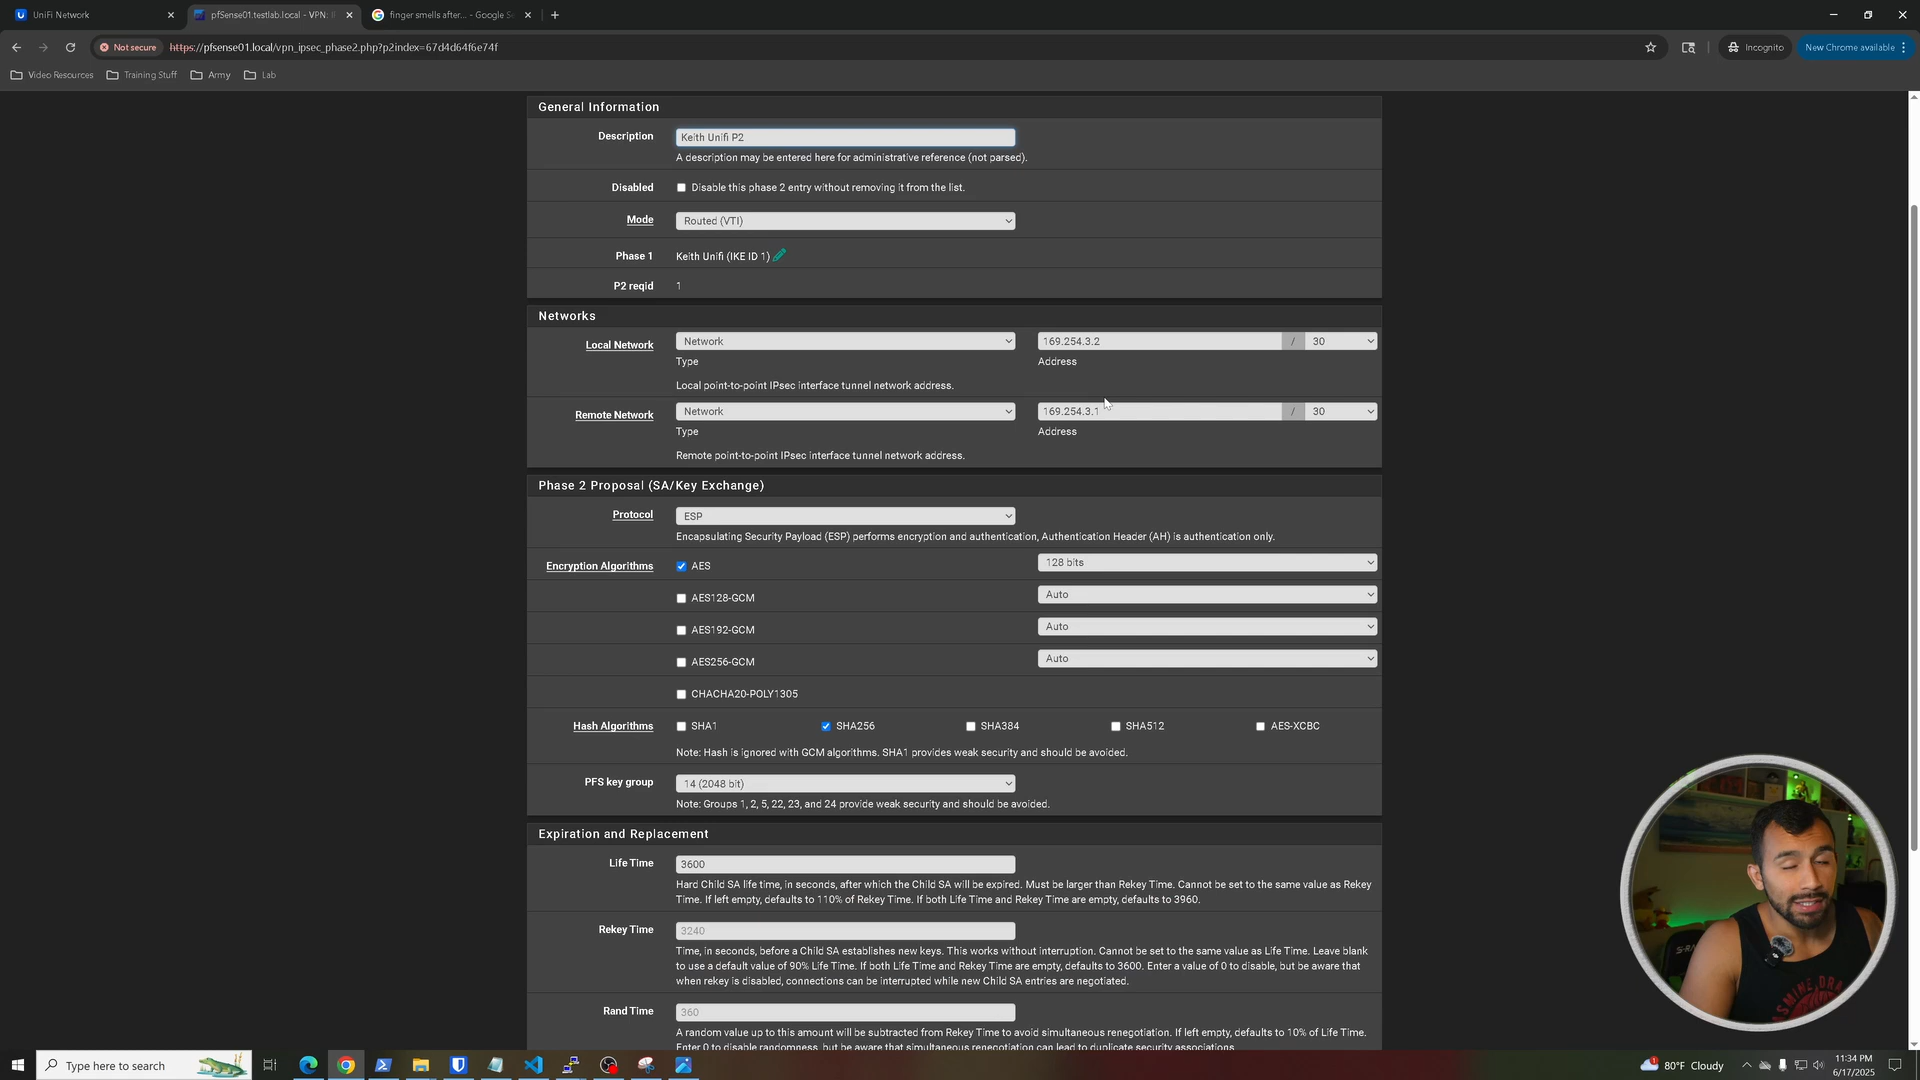 UniFi Network
pfSense01.testlab.local - VPN: I
finger smells after... - Google Se
Not secure
https://pfsense01.local/vpn_ipsec_phase2.php?p2index=67d4d64f6e74f
Incognito
New Chrome available
Video Resources
Training Stuff
Army
Lab
General Information
Description
Keith Unifi P2
A description may be entered here for administrative reference (not parsed).
Disabled
Disable this phase 2 entry without removing it from the list.
Mode
Routed (VTI)
Phase 1
Keith Unifi (IKE ID 1)
P2 reqid
1
Networks
Local Network
Network
169.254.3.2
/
30
Type
Address
Local point-to-point IPsec interface tunnel network address.
Remote Network
Network
169.254.3.1
/
30
Type
Address
Remote point-to-point IPsec interface tunnel network address.
Phase 2 Proposal (SA/Key Exchange)
Protocol
ESP
Encapsulating Security Payload (ESP) performs encryption and authentication, Authentication Header (AH) is authentication only.
Encryption Algorithms
AES
128 bits
AES128-GCM
Auto
AES192-GCM
Auto
AES256-GCM
Auto
CHACHA20-POLY1305
Hash Algorithms
SHA1
SHA256
SHA384
SHA512
AES-XCBC
Note: Hash is ignored with GCM algorithms. SHA1 provides weak security and should be avoided.
PFS key group
14 (2048 bit)
Note: Groups 1, 2, 5, 22, 23, and 24 provide weak security and should be avoided.
Expiration and Replacement
Life Time
3600
Hard Child SA life time, in seconds, after which the Child SA will be expired. Must be larger than Rekey Time. Cannot be set to the same value as Rekey
Time. If left empty, defaults to 110% of Rekey Time. If both Life Time and Rekey Time are empty, defaults to 3960.
Rekey Time
3240
Time, in seconds, before a Child SA establishes new keys. This works without interruption. Cannot be set to the same value as Life Time. Leave blank
to use a default value of 90% Life Time. If both Life Time and Rekey Time are empty, defaults to 3600. Enter a value of 0 to disable, but be aware that
when rekey is disabled, connections can be interrupted while new Child SA entries are negotiated.
Rand Time
360
A random value up to this amount will be subtracted from Rekey Time to avoid simultaneous renegotiation. If left empty, defaults to 10% of Life Time.
Enter 0 to disable randomness, but be aware that simultaneous renegotiation can lead to duplicate security associations.
Type here to search
80°F Cloudy
11:34 PM
6/17/2025